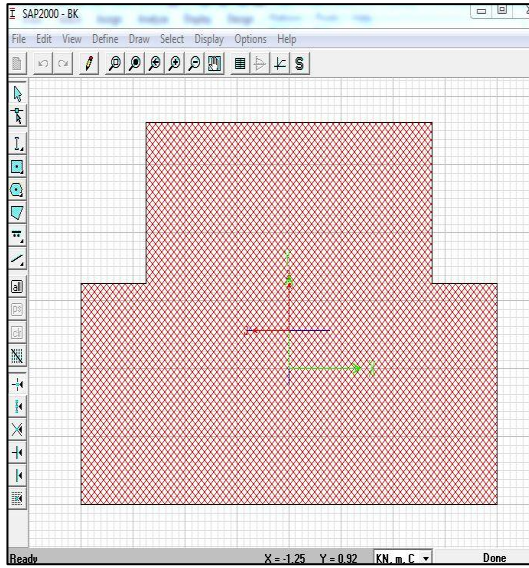 SAP2000 - BK
File Edit View Define Draw Select Display Options Help
Ready X = -1.25 Y = 0.92 KN, m, C Done